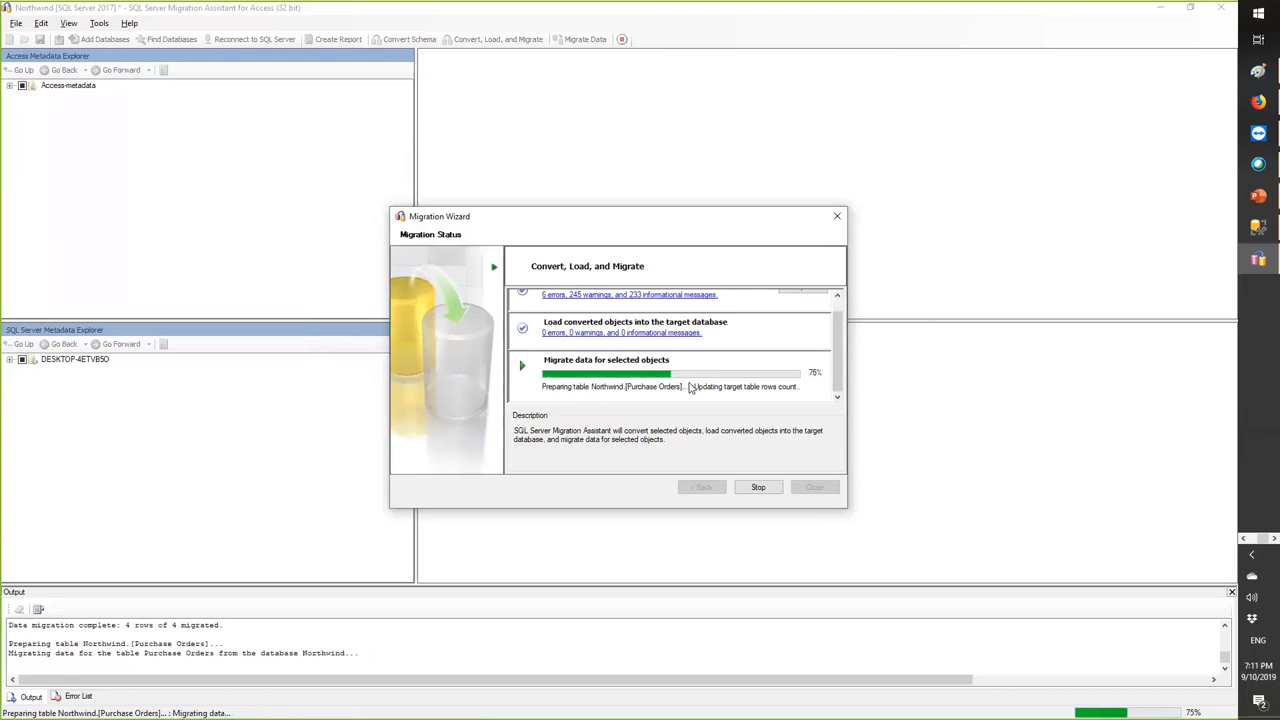 Northwind [SQL Server 2017] * - SQL Server Migration Assistant for Access (32 bit)
File Edit View Tools Help
Add Databases Find Databases Reconnect to SQL Server Create Report Convert Schema Convert, Load, and Migrate Migrate Data
Access Metadata Explorer
Go Up Go Back Go Forward
Access-metadata
Migration Wizard
Migration Status
Convert, Load, and Migrate
6 errors, 245 warnings, and 233 informational messages.
Load converted objects into the target database
0 errors, 0 warnings, and 0 informational messages.
Migrate data for selected objects
75%
Preparing table Northwind.[Purchase Orders]... Updating target table rows count..
Description
SQL Server Migration Assistant will convert selected objects, load converted objects into the target
database, and migrate data for selected objects.
< Back Stop Close
SQL Server Metadata Explorer
Go Up Go Back Go Forward
DESKTOP-4ETVB5O
Output
Data migration complete: 4 rows of 4 migrated.
Preparing table Northwind.[Purchase Orders]...
Migrating data for the table Purchase Orders from the database Northwind...
Output Error List
Preparing table Northwind.[Purchase Orders]... : Migrating data...
75%
ENG
7:11 PM
9/10/2019
2